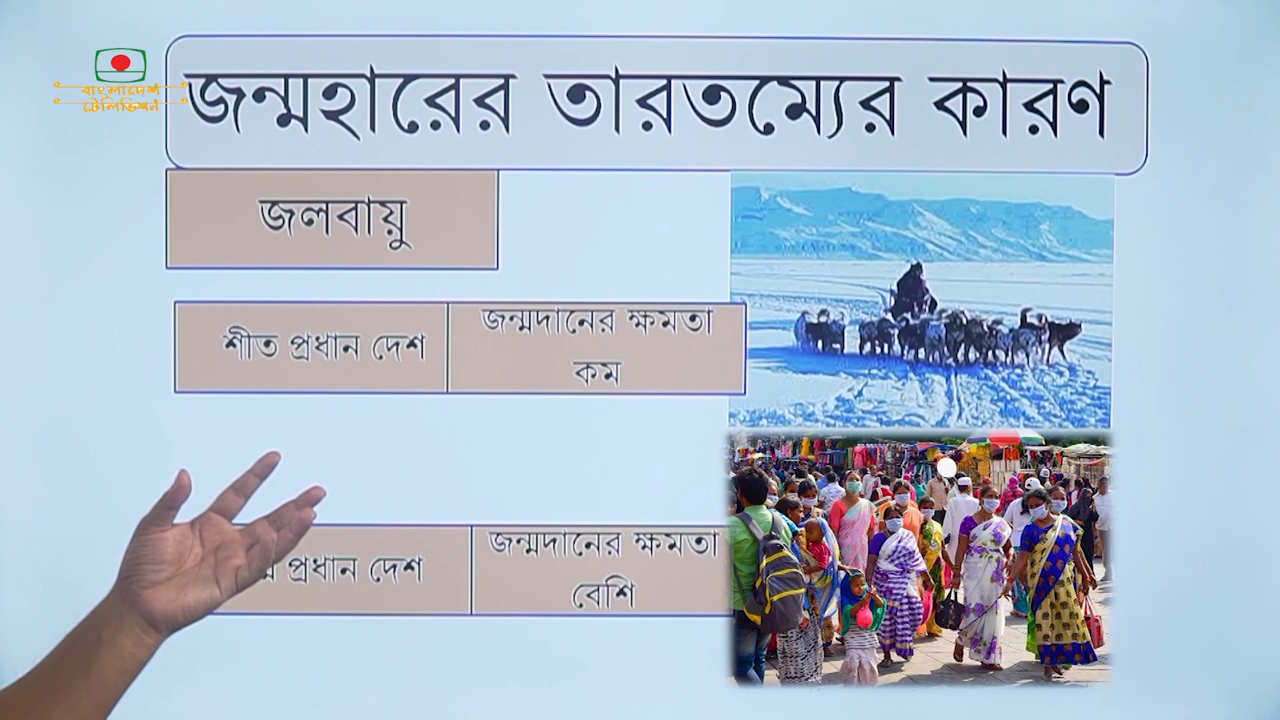 বাংলাদেশ
টেলিভিশন
জন্মহারের তারতম্যের কারণ
জলবায়ু
শীত প্রধান দেশ
জন্মদানের ক্ষমতা
কম
প্রধান দেশ
জন্মদানের ক্ষমতা
বেশি